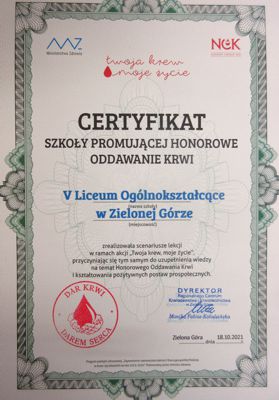 MZ
Ministerstwo Zdrowia
twoja krew
moje życie
NCK
CERTYFIKAT
SZKOŁY PROMUJĄCEJ HONOROWE
ODDAWANIE KRWI
V Liceum Ogólnokształcące
(nazwa szkoły)
w Zielonej Górze
(miejscowość)
zrealizowała scenariusze lekcji
w ramach akcji „Twoja krew, moje życie”,
przyczyniając się tym samym do uzupełnienia wiedzy
na temat Honorowego Oddawania Krwi
i kształtowania pozytywnych postaw prospołecznych.
DAR KRWI
DAREM SERCA
DYREKTOR
Regionalnego Centrum
Krwiodawstwa i Krwiolecznictwa
w Zielonej Górze
Zielona Góra
18.10.2021
dnia